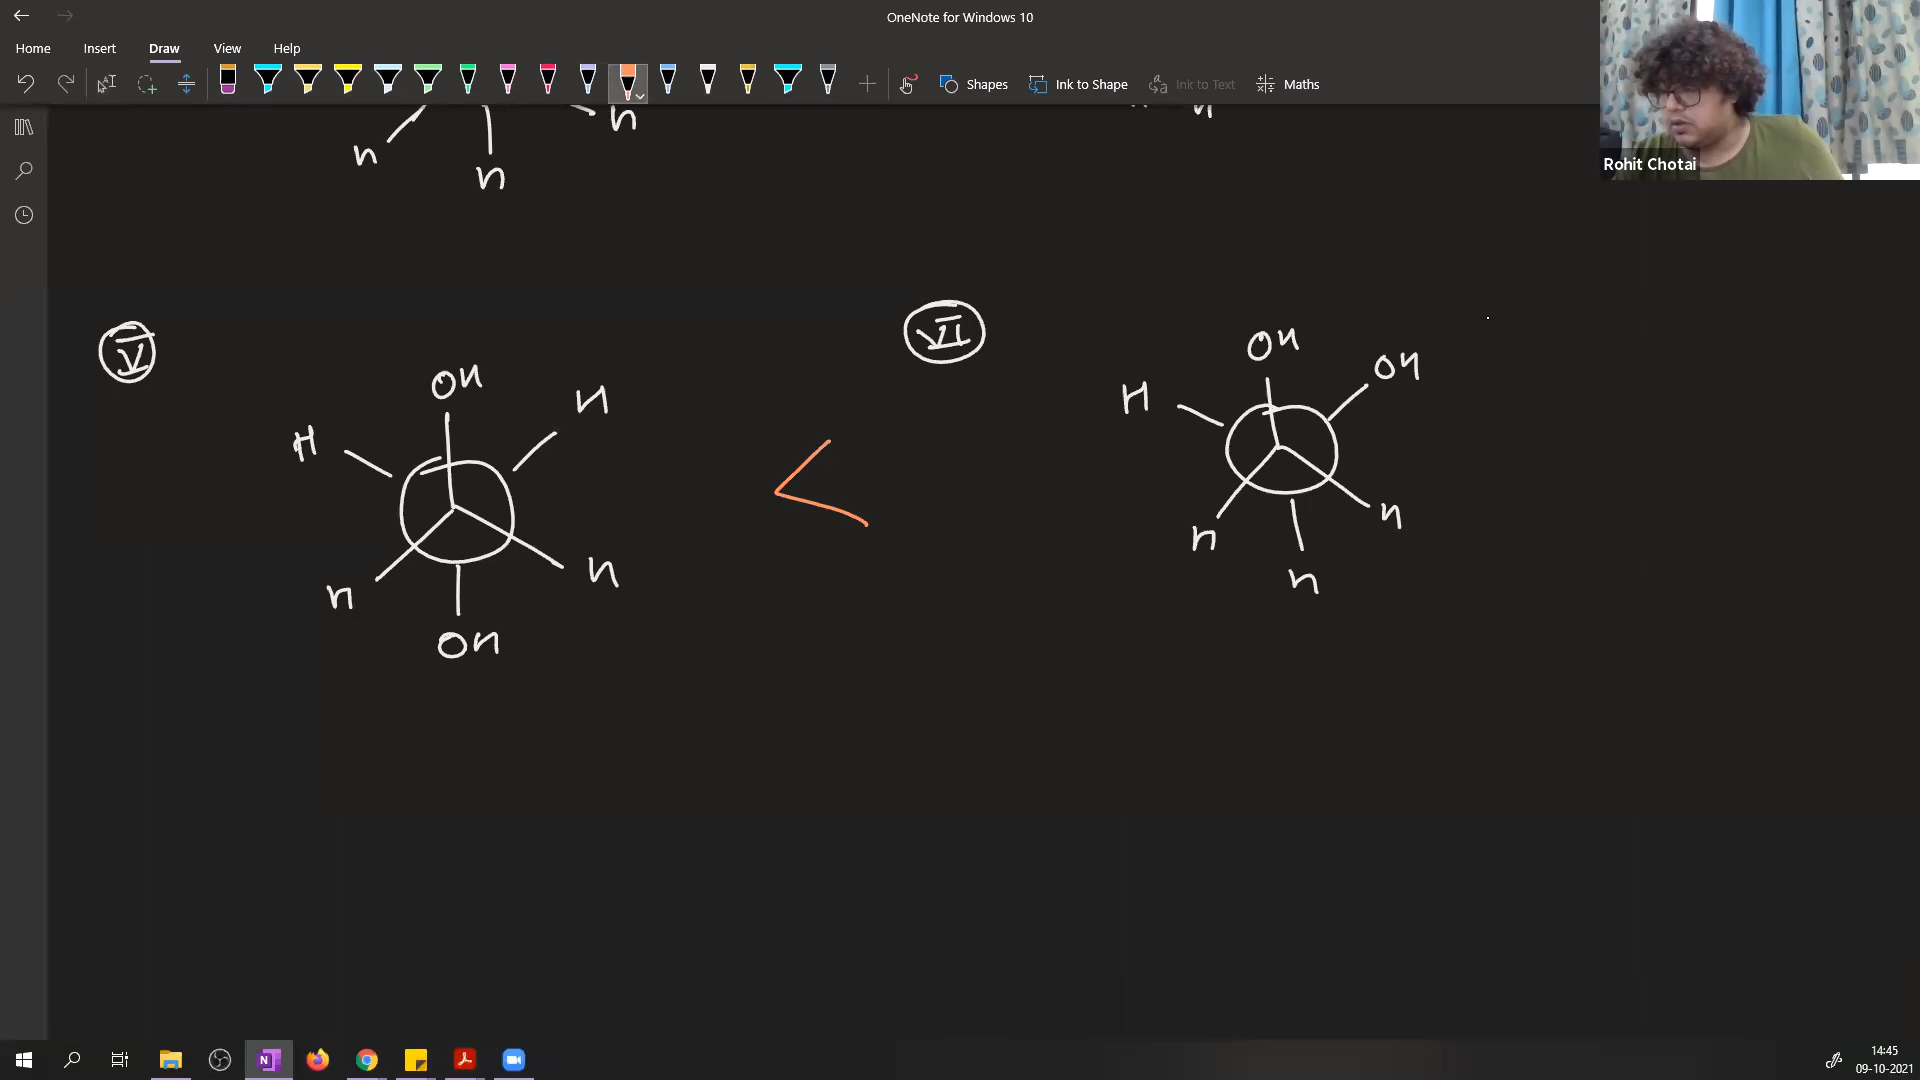 OneNote for Windows 10
Home Insert Draw View Help
Shapes Ink to Shape Ink to Text Maths
Rohit Chotai
n n n
n
V
OH
H H
n n
OH
VI
OH
OH
H
n n
n
14:45
09-10-2021